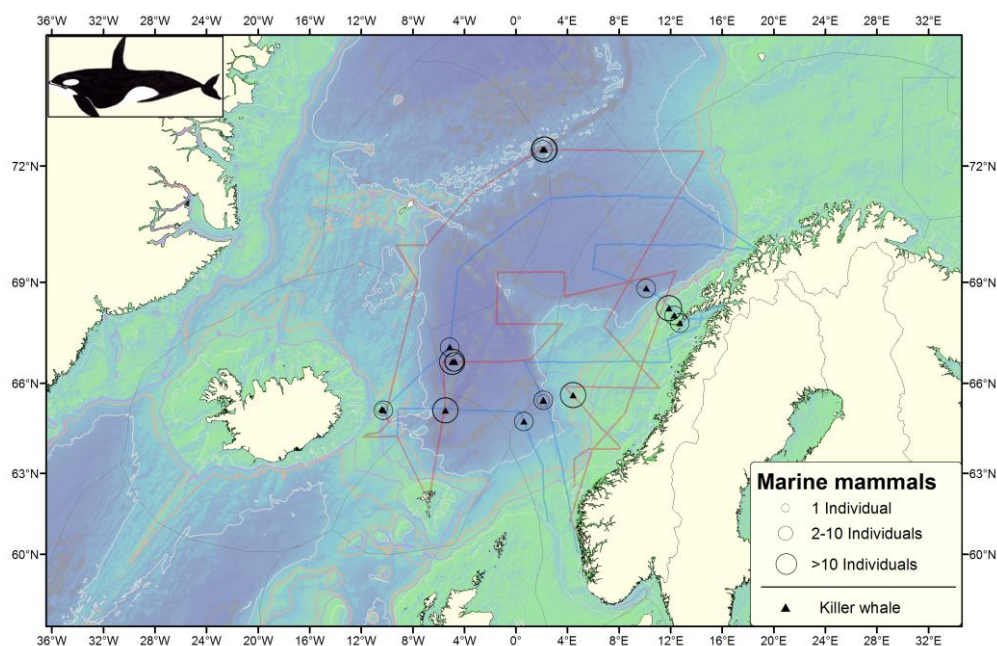 36°W 32°W 28°W 24°W 20°W 16°W 12°W 8°W 4°W 0° 4°E 8°E 12°E 16°E 20°E 24°E 28°E 32°E
72°N 72°N
69°N 69°N
66°N 66°N
63°N 63°N
60°N 60°N
Marine mammals
1 Individual
2-10 Individuals
>10 Individuals
Killer whale
36°W 32°W 28°W 24°W 20°W 16°W 12°W 8°W 4°W 0° 4°E 8°E 12°E 16°E 20°E 24°E 28°E 32°E